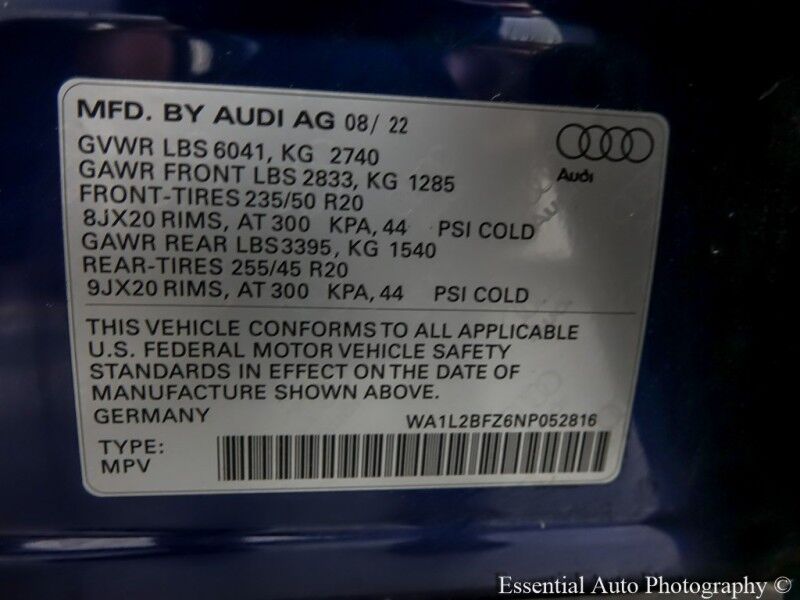 MFD. BY AUDI AG 08/ 22
GVWR LBS 6041, KG 2740
GAWR FRONT LBS 2833, KG 1285
FRONT-TIRES 235/50 R20
8JX20 RIMS, AT 300 KPA, 44 PSI COLD
GAWR REAR LBS3395, KG 1540
REAR-TIRES 255/45 R20
9JX20 RIMS, AT 300 KPA, 44 PSI COLD
Audi
THIS VEHICLE CONFORMS TO ALL APPLICABLE
U.S. FEDERAL MOTOR VEHICLE SAFETY
STANDARDS IN EFFECT ON THE DATE OF
MANUFACTURE SHOWN ABOVE.
GERMANY WA1L2BFZ6NP052816
TYPE:
MPV
Essential Auto Photography (c)